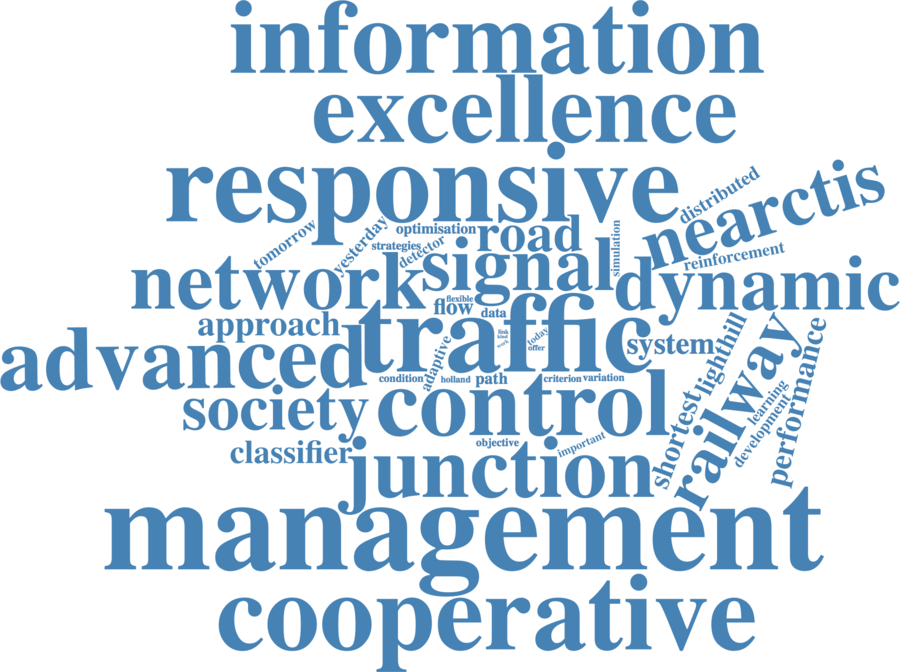 information
excellence
responsive
distributed
nearctis
tomorrow
yesterday
optimisation
road
simulation
strategies
detector
signal
reinforcement
network
dynamic
flexible
flow
data
approach
traffic
lighthill
advanced
link
kind
work
today
offer
system
railway
performance
adaptive
condition
holland
path
criterion
variation
society
control
shortest
learning
development
classifier
objective
important
junction
management
cooperative